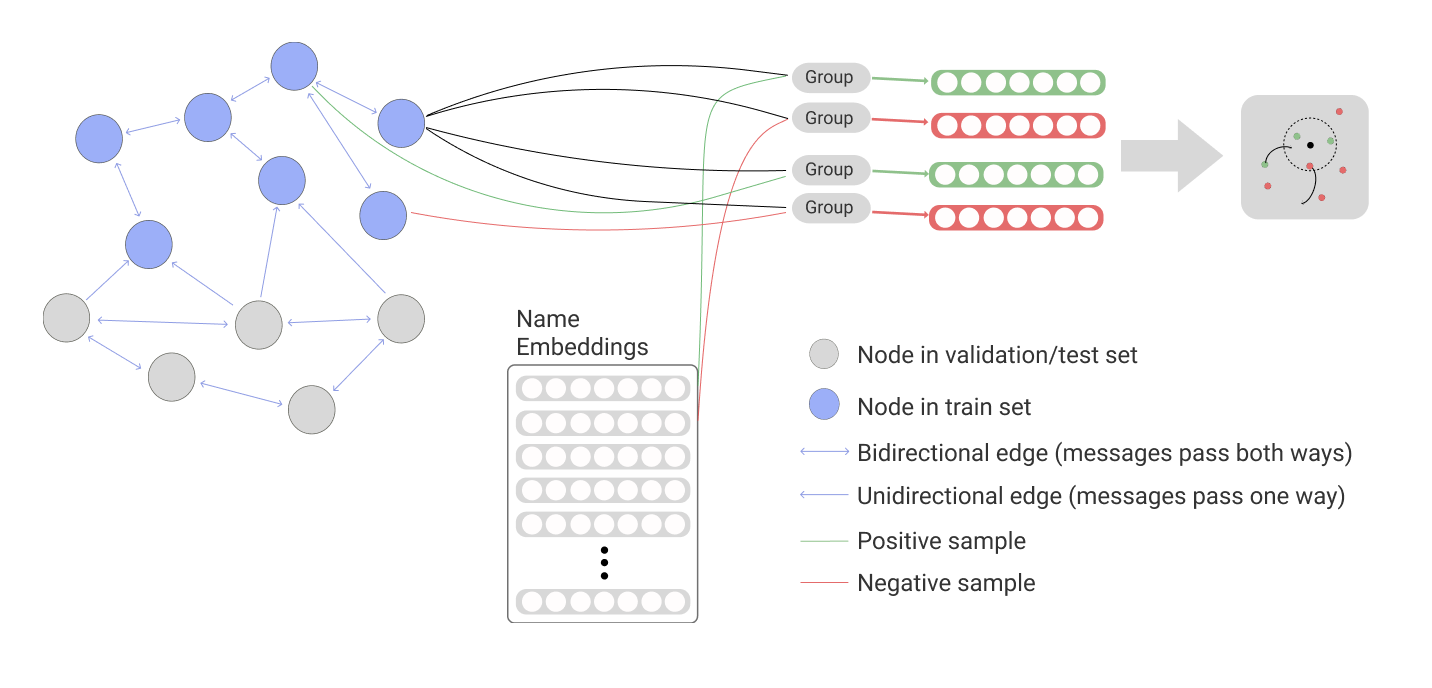 Group
Group
Group
Group
Name
Embeddings
Node in validation/test set
Node in train set
Bidirectional edge (messages pass both ways)
Unidirectional edge (messages pass one way)
Positive sample
Negative sample